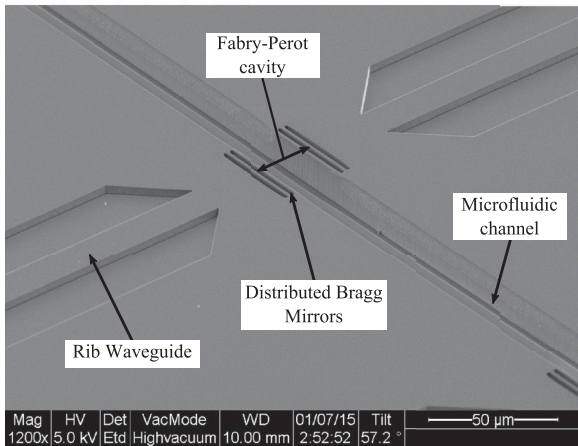 Fabry-Perot
cavity
Microfluidic
channel
Distributed Bragg
Mirrors
Rib Waveguide
Mag HV Det VacMode WD 01/07/15 Tilt 50 µm
1200x 5.0 kV Etd Highvacuum 10.00 mm 2:52:52 57.2 °